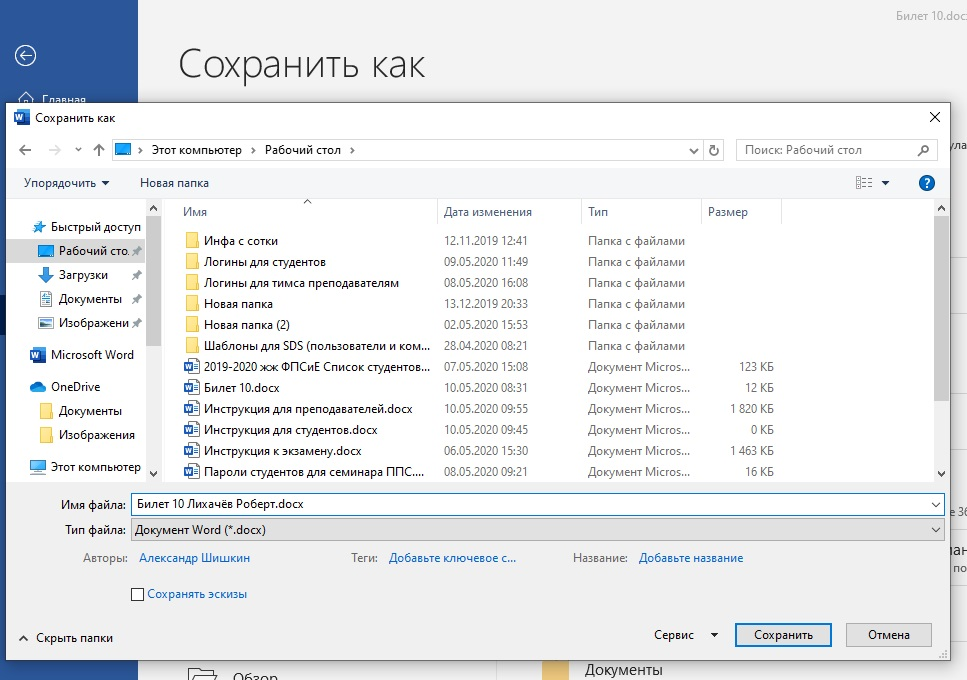 Билет 10.doc
Сохранить как
Главная
Сохранить как
Этот компьютер
Рабочий стол
Поиск: Рабочий стол
Упорядочить
Новая папка
Имя
Дата изменения
Тип
Размер
Быстрый доступ
Рабочий сто.
Загрузки
Документы
Изображени
Microsoft Word
OneDrive
Документы
Изображения
Этот компьютер
Инфа с сотки 12.11.2019 12:41 Папка с файлами
Логины для студентов 09.05.2020 11:49 Папка с файлами
Логины для тимса преподавателям 08.05.2020 16:08 Папка с файлами
Новая папка 13.12.2019 20:33 Папка с файлами
Новая папка (2) 02.05.2020 15:53 Папка с файлами
Шаблоны для SDS (пользователи и ком... 28.04.2020 08:21 Папка с файлами
2019-2020 жж ФПСиЕ Список студентов... 07.05.2020 15:08 Документ Micros... 123 КБ
Билет 10.docx 10.05.2020 08:31 Документ Micros... 12 КБ
Инструкция для преподавателей.docx 10.05.2020 09:55 Документ Micros... 1 820 КБ
Инструкция для студентов.docx 10.05.2020 09:45 Документ Micros... 0 КБ
Инструкция к экзамену.docx 06.05.2020 15:30 Документ Micros... 1 463 КБ
Пароли студентов для семинара ППС.... 08.05.2020 09:21 Документ Micros... 16 КБ
Имя файла: Билет 10 Лихачёв Роберт.docx
Тип файла: Документ Word (*.docx)
Авторы: Александр Шишкин
Теги: Добавьте ключевое с...
Название: Добавьте название
Сохранять эскизы
Скрыть папки
Сервис
Сохранить
Отмена
Обзор
Документы